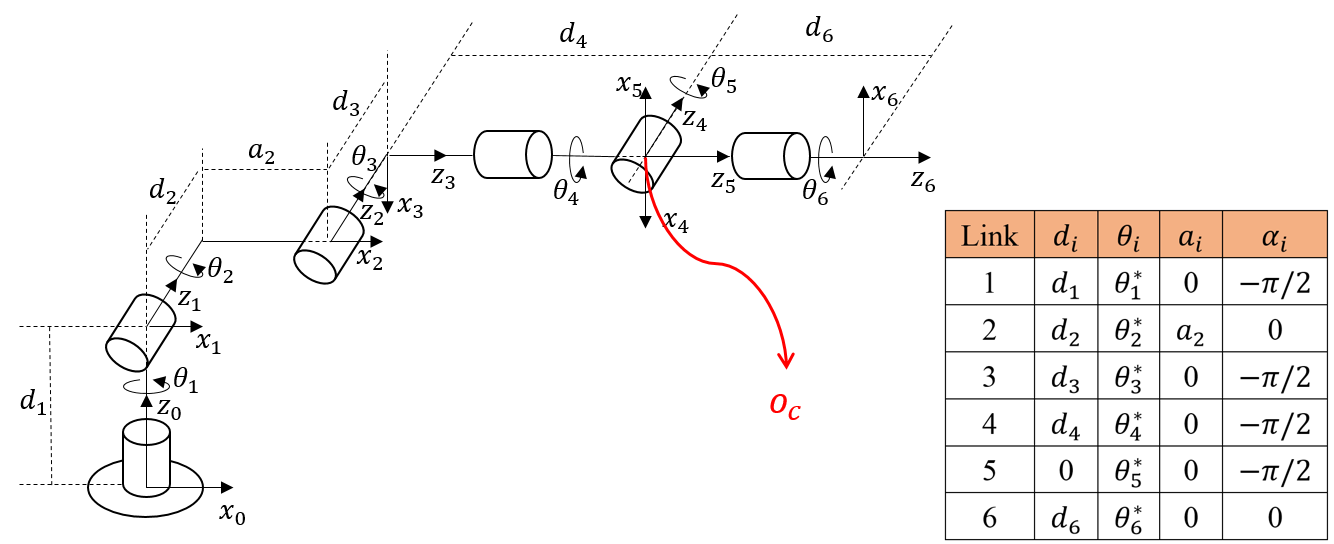 d₄ d₆
x₅ θ₅
d₃ z₄ x₆
a₂ θ₃
d₂ z₃ θ₄ z₅ θ₆ z₆
z₂ x₃
x₄
θ₂ x₂
z₁
x₁
θ₁
d₁ z₀ o_c
x₀
Link dᵢ θᵢ aᵢ αᵢ
1 d₁ θ₁* 0 −π/2
2 d₂ θ₂* a₂ 0
3 d₃ θ₃* 0 −π/2
4 d₄ θ₄* 0 −π/2
5 0 θ₅* 0 −π/2
6 d₆ θ₆* 0 0